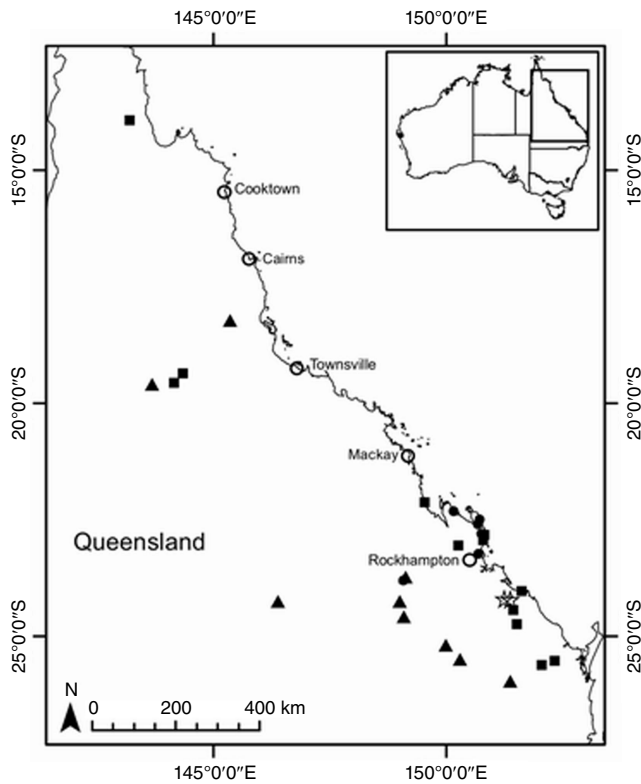 145°0'0"E 150°0'0"E
15°0'0"S
15°0'0"S
Cooktown
Cairns
Townsville
20°0'0"S
20°0'0"S
Mackay
Queensland
Rockhampton
25°0'0"S
25°0'0"S
N
0 200 400 km
145°0'0"E 150°0'0"E